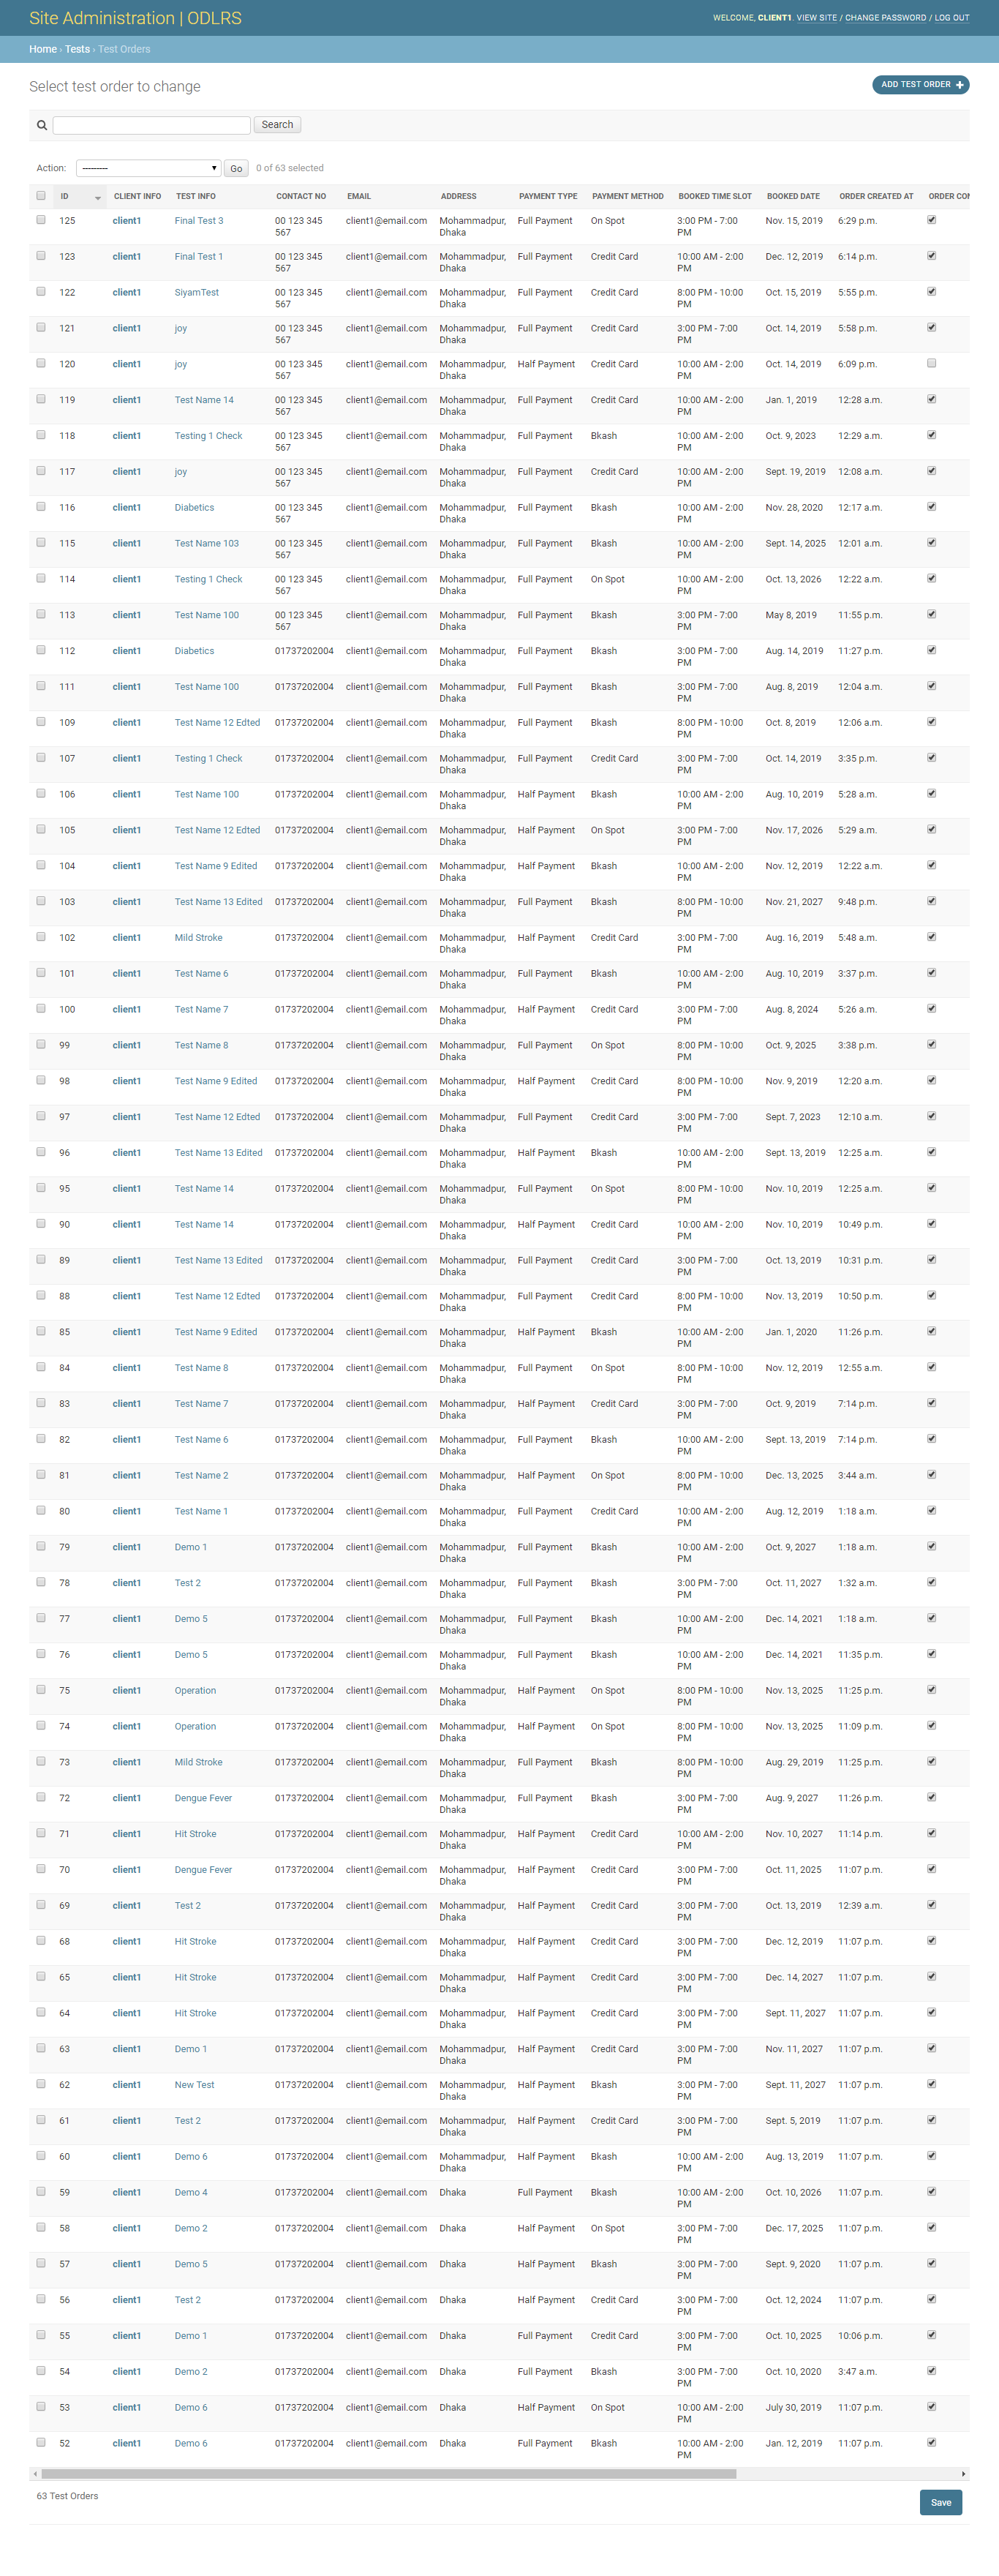 Site Administration | ODLRS WELCOME, CLIENT1. VIEW SITE / CHANGE PASSWORD / LOG OUT
Home › Tests › Test Orders
Select test order to change ADD TEST ORDER +
Search
Action: --------- Go 0 of 63 selected
ID CLIENT INFO TEST INFO CONTACT NO EMAIL ADDRESS PAYMENT TYPE PAYMENT METHOD BOOKED TIME SLOT BOOKED DATE ORDER CREATED AT ORDER CON
125 client1 Final Test 3 00 123 345 client1@email.com Mohammadpur, Full Payment On Spot 3:00 PM - 7:00 Nov. 15, 2019 6:29 p.m.
567 Dhaka PM
123 client1 Final Test 1 00 123 345 client1@email.com Mohammadpur, Full Payment Credit Card 10:00 AM - 2:00 Dec. 12, 2019 6:14 p.m.
567 Dhaka PM
122 client1 SiyamTest 00 123 345 client1@email.com Mohammadpur, Full Payment Credit Card 8:00 PM - 10:00 Oct. 15, 2019 5:55 p.m.
567 Dhaka PM
121 client1 joy 00 123 345 client1@email.com Mohammadpur, Full Payment Credit Card 3:00 PM - 7:00 Oct. 14, 2019 5:58 p.m.
567 Dhaka PM
120 client1 joy 00 123 345 client1@email.com Mohammadpur, Half Payment Credit Card 10:00 AM - 2:00 Oct. 14, 2019 6:09 p.m.
567 Dhaka PM
119 client1 Test Name 14 00 123 345 client1@email.com Mohammadpur, Full Payment Credit Card 10:00 AM - 2:00 Jan. 1, 2019 12:28 a.m.
567 Dhaka PM
118 client1 Testing 1 Check 00 123 345 client1@email.com Mohammadpur, Full Payment Bkash 10:00 AM - 2:00 Oct. 9, 2023 12:29 a.m.
567 Dhaka PM
117 client1 joy 00 123 345 client1@email.com Mohammadpur, Full Payment Credit Card 10:00 AM - 2:00 Sept. 19, 2019 12:08 a.m.
567 Dhaka PM
116 client1 Diabetics 00 123 345 client1@email.com Mohammadpur, Full Payment Bkash 10:00 AM - 2:00 Nov. 28, 2020 12:17 a.m.
567 Dhaka PM
115 client1 Test Name 103 00 123 345 client1@email.com Mohammadpur, Full Payment Bkash 10:00 AM - 2:00 Sept. 14, 2025 12:01 a.m.
567 Dhaka PM
114 client1 Testing 1 Check 00 123 345 client1@email.com Mohammadpur, Full Payment On Spot 10:00 AM - 2:00 Oct. 13, 2026 12:22 a.m.
567 Dhaka PM
113 client1 Test Name 100 00 123 345 client1@email.com Mohammadpur, Full Payment Bkash 3:00 PM - 7:00 May 8, 2019 11:55 p.m.
567 Dhaka PM
112 client1 Diabetics 01737202004 client1@email.com Mohammadpur, Full Payment Bkash 3:00 PM - 7:00 Aug. 14, 2019 11:27 p.m.
Dhaka PM
111 client1 Test Name 100 01737202004 client1@email.com Mohammadpur, Full Payment Bkash 3:00 PM - 7:00 Aug. 8, 2019 12:04 a.m.
Dhaka PM
109 client1 Test Name 12 Edted 01737202004 client1@email.com Mohammadpur, Full Payment Bkash 8:00 PM - 10:00 Oct. 8, 2019 12:06 a.m.
Dhaka PM
107 client1 Testing 1 Check 01737202004 client1@email.com Mohammadpur, Full Payment Credit Card 3:00 PM - 7:00 Oct. 14, 2019 3:35 p.m.
Dhaka PM
106 client1 Test Name 100 01737202004 client1@email.com Mohammadpur, Half Payment Bkash 10:00 AM - 2:00 Aug. 10, 2019 5:28 a.m.
Dhaka PM
105 client1 Test Name 12 Edted 01737202004 client1@email.com Mohammadpur, Half Payment On Spot 3:00 PM - 7:00 Nov. 17, 2026 5:29 a.m.
Dhaka PM
104 client1 Test Name 9 Edited 01737202004 client1@email.com Mohammadpur, Half Payment Bkash 10:00 AM - 2:00 Nov. 12, 2019 12:22 a.m.
Dhaka PM
103 client1 Test Name 13 Edited 01737202004 client1@email.com Mohammadpur, Full Payment Bkash 8:00 PM - 10:00 Nov. 21, 2027 9:48 p.m.
Dhaka PM
102 client1 Mild Stroke 01737202004 client1@email.com Mohammadpur, Half Payment Credit Card 3:00 PM - 7:00 Aug. 16, 2019 5:48 a.m.
Dhaka PM
101 client1 Test Name 6 01737202004 client1@email.com Mohammadpur, Full Payment Bkash 10:00 AM - 2:00 Aug. 10, 2019 3:37 p.m.
Dhaka PM
100 client1 Test Name 7 01737202004 client1@email.com Mohammadpur, Half Payment Credit Card 3:00 PM - 7:00 Aug. 8, 2024 5:26 a.m.
Dhaka PM
99 client1 Test Name 8 01737202004 client1@email.com Mohammadpur, Full Payment On Spot 8:00 PM - 10:00 Oct. 9, 2025 3:38 p.m.
Dhaka PM
98 client1 Test Name 9 Edited 01737202004 client1@email.com Mohammadpur, Half Payment Credit Card 8:00 PM - 10:00 Nov. 9, 2019 12:20 a.m.
Dhaka PM
97 client1 Test Name 12 Edted 01737202004 client1@email.com Mohammadpur, Full Payment Credit Card 3:00 PM - 7:00 Sept. 7, 2023 12:10 a.m.
Dhaka PM
96 client1 Test Name 13 Edited 01737202004 client1@email.com Mohammadpur, Half Payment Bkash 10:00 AM - 2:00 Sept. 13, 2019 12:25 a.m.
Dhaka PM
95 client1 Test Name 14 01737202004 client1@email.com Mohammadpur, Full Payment On Spot 8:00 PM - 10:00 Nov. 10, 2019 12:25 a.m.
Dhaka PM
90 client1 Test Name 14 01737202004 client1@email.com Mohammadpur, Half Payment Credit Card 10:00 AM - 2:00 Nov. 10, 2019 10:49 p.m.
Dhaka PM
89 client1 Test Name 13 Edited 01737202004 client1@email.com Mohammadpur, Full Payment Credit Card 3:00 PM - 7:00 Oct. 13, 2019 10:31 p.m.
Dhaka PM
88 client1 Test Name 12 Edted 01737202004 client1@email.com Mohammadpur, Full Payment Credit Card 8:00 PM - 10:00 Nov. 13, 2019 10:50 p.m.
Dhaka PM
85 client1 Test Name 9 Edited 01737202004 client1@email.com Mohammadpur, Half Payment Bkash 10:00 AM - 2:00 Jan. 1, 2020 11:26 p.m.
Dhaka PM
84 client1 Test Name 8 01737202004 client1@email.com Mohammadpur, Full Payment On Spot 8:00 PM - 10:00 Nov. 12, 2019 12:55 a.m.
Dhaka PM
83 client1 Test Name 7 01737202004 client1@email.com Mohammadpur, Half Payment Credit Card 3:00 PM - 7:00 Oct. 9, 2019 7:14 p.m.
Dhaka PM
82 client1 Test Name 6 01737202004 client1@email.com Mohammadpur, Full Payment Bkash 10:00 AM - 2:00 Sept. 13, 2019 7:14 p.m.
Dhaka PM
81 client1 Test Name 2 01737202004 client1@email.com Mohammadpur, Half Payment On Spot 8:00 PM - 10:00 Dec. 13, 2025 3:44 a.m.
Dhaka PM
80 client1 Test Name 1 01737202004 client1@email.com Mohammadpur, Full Payment Credit Card 10:00 AM - 2:00 Aug. 12, 2019 1:18 a.m.
Dhaka PM
79 client1 Demo 1 01737202004 client1@email.com Mohammadpur, Full Payment Bkash 10:00 AM - 2:00 Oct. 9, 2027 1:18 a.m.
Dhaka PM
78 client1 Test 2 01737202004 client1@email.com Mohammadpur, Full Payment Bkash 3:00 PM - 7:00 Oct. 11, 2027 1:32 a.m.
Dhaka PM
77 client1 Demo 5 01737202004 client1@email.com Mohammadpur, Full Payment Bkash 10:00 AM - 2:00 Dec. 14, 2021 1:18 a.m.
Dhaka PM
76 client1 Demo 5 01737202004 client1@email.com Mohammadpur, Full Payment Bkash 10:00 AM - 2:00 Dec. 14, 2021 11:35 p.m.
Dhaka PM
75 client1 Operation 01737202004 client1@email.com Mohammadpur, Half Payment On Spot 8:00 PM - 10:00 Nov. 13, 2025 11:25 p.m.
Dhaka PM
74 client1 Operation 01737202004 client1@email.com Mohammadpur, Half Payment On Spot 8:00 PM - 10:00 Nov. 13, 2025 11:09 p.m.
Dhaka PM
73 client1 Mild Stroke 01737202004 client1@email.com Mohammadpur, Full Payment Bkash 8:00 PM - 10:00 Aug. 29, 2019 11:25 p.m.
Dhaka PM
72 client1 Dengue Fever 01737202004 client1@email.com Mohammadpur, Full Payment Bkash 3:00 PM - 7:00 Aug. 9, 2027 11:26 p.m.
Dhaka PM
71 client1 Hit Stroke 01737202004 client1@email.com Mohammadpur, Half Payment Credit Card 10:00 AM - 2:00 Nov. 10, 2027 11:14 p.m.
Dhaka PM
70 client1 Dengue Fever 01737202004 client1@email.com Mohammadpur, Half Payment Credit Card 3:00 PM - 7:00 Oct. 11, 2025 11:07 p.m.
Dhaka PM
69 client1 Test 2 01737202004 client1@email.com Mohammadpur, Half Payment Credit Card 3:00 PM - 7:00 Oct. 13, 2019 12:39 a.m.
Dhaka PM
68 client1 Hit Stroke 01737202004 client1@email.com Mohammadpur, Half Payment Credit Card 3:00 PM - 7:00 Dec. 12, 2019 11:07 p.m.
Dhaka PM
65 client1 Hit Stroke 01737202004 client1@email.com Mohammadpur, Half Payment Credit Card 3:00 PM - 7:00 Dec. 14, 2027 11:07 p.m.
Dhaka PM
64 client1 Hit Stroke 01737202004 client1@email.com Mohammadpur, Half Payment Credit Card 3:00 PM - 7:00 Sept. 11, 2027 11:07 p.m.
Dhaka PM
63 client1 Demo 1 01737202004 client1@email.com Mohammadpur, Half Payment Credit Card 3:00 PM - 7:00 Nov. 11, 2027 11:07 p.m.
Dhaka PM
62 client1 New Test 01737202004 client1@email.com Mohammadpur, Half Payment Bkash 3:00 PM - 7:00 Sept. 11, 2027 11:07 p.m.
Dhaka PM
61 client1 Test 2 01737202004 client1@email.com Mohammadpur, Half Payment Credit Card 3:00 PM - 7:00 Sept. 5, 2019 11:07 p.m.
Dhaka PM
60 client1 Demo 6 01737202004 client1@email.com Mohammadpur, Half Payment Bkash 10:00 AM - 2:00 Aug. 13, 2019 11:07 p.m.
Dhaka PM
59 client1 Demo 4 01737202004 client1@email.com Dhaka Full Payment Bkash 10:00 AM - 2:00 Oct. 10, 2026 11:07 p.m.
PM
58 client1 Demo 2 01737202004 client1@email.com Dhaka Half Payment On Spot 3:00 PM - 7:00 Dec. 17, 2025 11:07 p.m.
PM
57 client1 Demo 5 01737202004 client1@email.com Dhaka Half Payment Bkash 3:00 PM - 7:00 Sept. 9, 2020 11:07 p.m.
PM
56 client1 Test 2 01737202004 client1@email.com Dhaka Half Payment Credit Card 3:00 PM - 7:00 Oct. 12, 2024 11:07 p.m.
PM
55 client1 Demo 1 01737202004 client1@email.com Dhaka Full Payment Credit Card 3:00 PM - 7:00 Oct. 10, 2025 10:06 p.m.
PM
54 client1 Demo 2 01737202004 client1@email.com Dhaka Full Payment Bkash 3:00 PM - 7:00 Oct. 10, 2020 3:47 a.m.
PM
53 client1 Demo 6 01737202004 client1@email.com Dhaka Half Payment On Spot 10:00 AM - 2:00 July 30, 2019 11:07 p.m.
PM
52 client1 Demo 6 01737202004 client1@email.com Dhaka Full Payment Bkash 10:00 AM - 2:00 Jan. 12, 2019 11:07 p.m.
PM
63 Test Orders Save